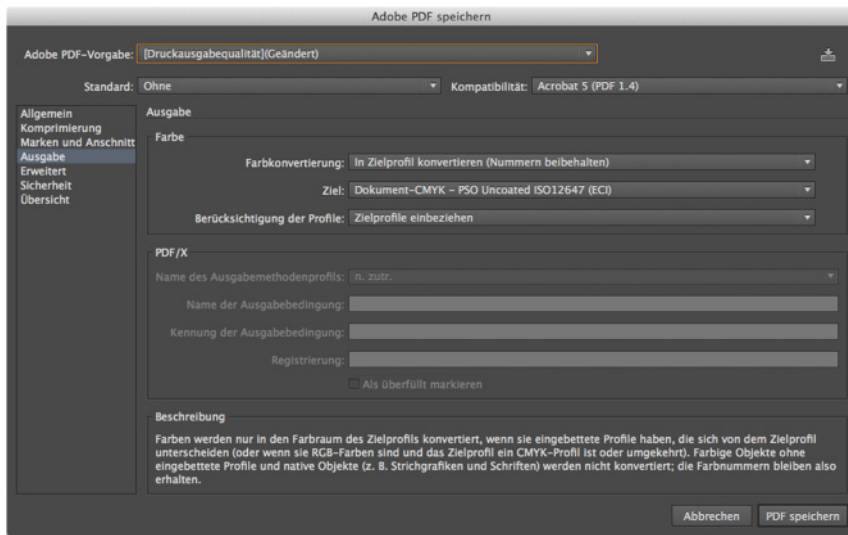 Adobe PDF speichern
Adobe PDF-Vorgabe: [Druckausgabequalität](Geändert)
Standard: Ohne Kompatibilität: Acrobat 5 (PDF 1.4)
Allgemein
Komprimierung
Marken und Anschnitt
Ausgabe
Erweitert
Sicherheit
Übersicht
Ausgabe
Farbe
Farbkonvertierung: In Zielprofil konvertieren (Nummern beibehalten)
Ziel: Dokument-CMYK – PSO Uncoated ISO12647 (ECI)
Berücksichtigung der Profile: Zielprofile einbeziehen
PDF/X
Name des Ausgabemethodenprofils: n. zutr.
Name der Ausgabebedingung:
Kennung der Ausgabebedingung:
Registrierung:
Als überfüllt markieren
Beschreibung
Farben werden nur in den Farbraum des Zielprofils konvertiert, wenn sie eingebettete Profile haben, die sich von dem Zielprofil
unterscheiden (oder wenn sie RGB-Farben sind und das Zielprofil ein CMYK-Profil ist oder umgekehrt). Farbige Objekte ohne
eingebettete Profile und native Objekte (z. B. Strichgrafiken und Schriften) werden nicht konvertiert; die Farbnummern bleiben also
erhalten.
Abbrechen PDF speichern